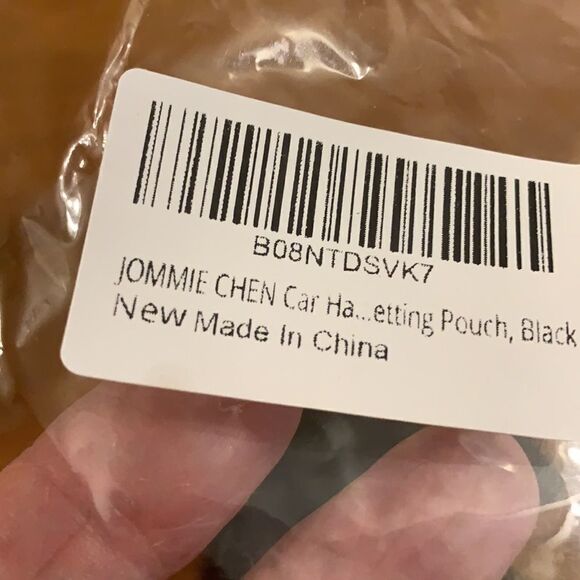 B08NTDSVK7
JOMMIE CHEN Car Ha...etting Pouch, Black
New Made In China